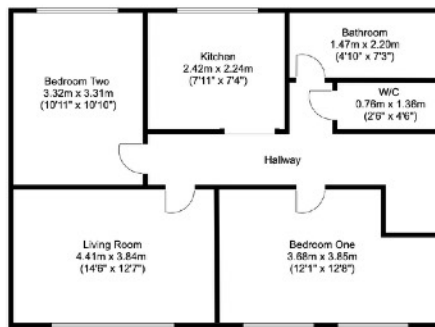 Bathroom
1.47m x 2.20m
(4'10" x 7'3")
Kitchen
2.42m x 2.24m
(7'11" x 7'4")
Bedroom Two
3.32m x 3.31m
(10'11" x 10'10")
W/C
0.76m x 1.36m
(2'6" x 4'6")
Hallway
Living Room
4.41m x 3.84m
(14'6" x 12'7")
Bedroom One
3.68m x 3.85m
(12'1" x 12'8")